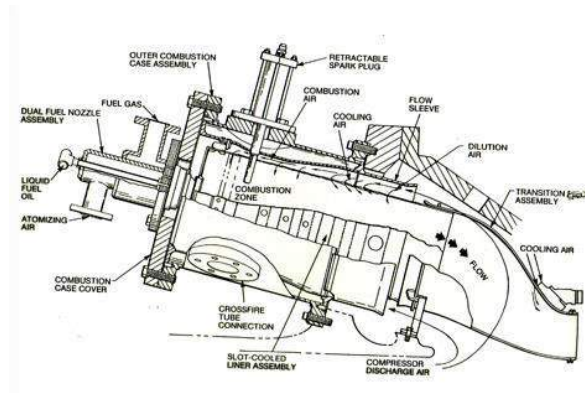 OUTER COMBUSTION
CASE ASSEMBLY
RETRACTABLE
SPARK PLUG
FUEL GAS
COMBUSTION
AIR
FLOW
SLEEVE
DUAL FUEL NOZZLE
ASSEMBLY
COOLING
AIR
DILUTION
AIR
LIQUID
FUEL
OIL
COMBUSTION
ZONE
TRANSITION
ASSEMBLY
ATOMIZING
AIR
COOLING AIR
FLOW
COMBUSTION
CASE COVER
CROSSFIRE
TUBE
CONNECTION
SLOT-COOLED
LINER ASSEMBLY
COMPRESSOR
DISCHARGE AIR